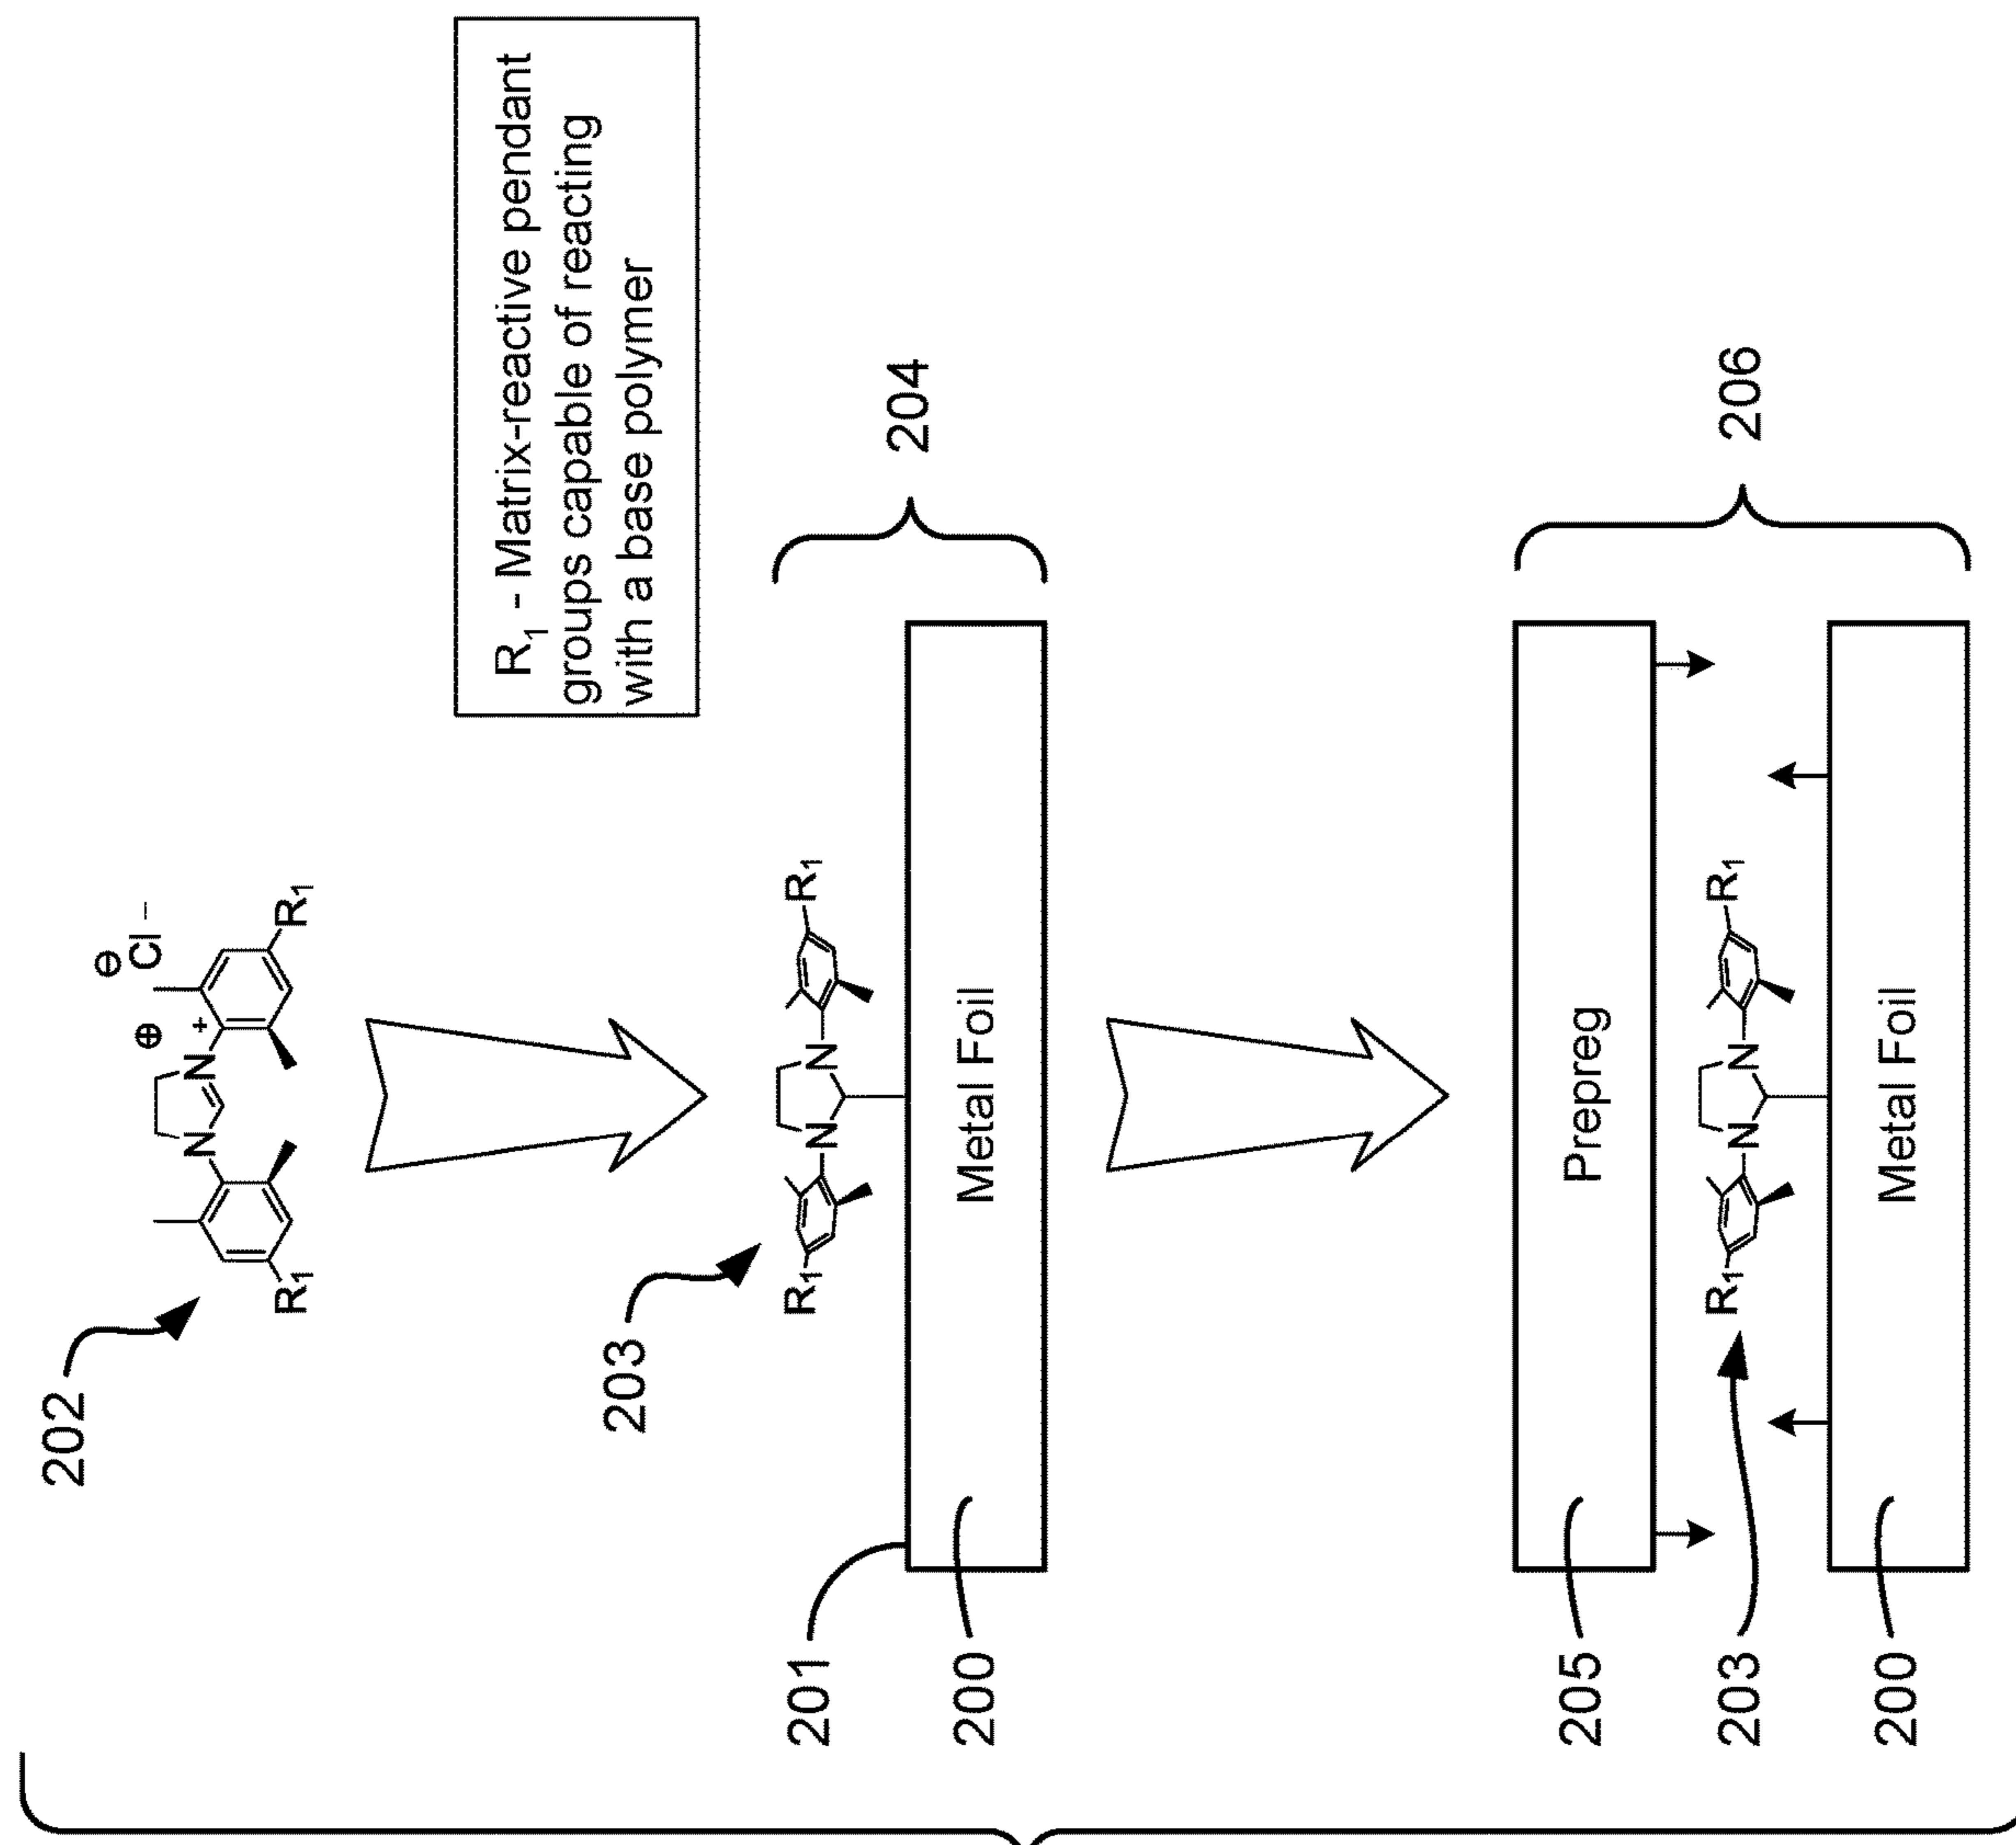 202
⊕
⊖
Cl –
N
N
+
R1
R1
R1 - Matrix-reactive pendant
groups capable of reacting
with a base polymer
203
R1
N
N
R1
204
201
200
Metal Foil
205
Prepreg
206
203
R1
N
N
R1
200
Metal Foil